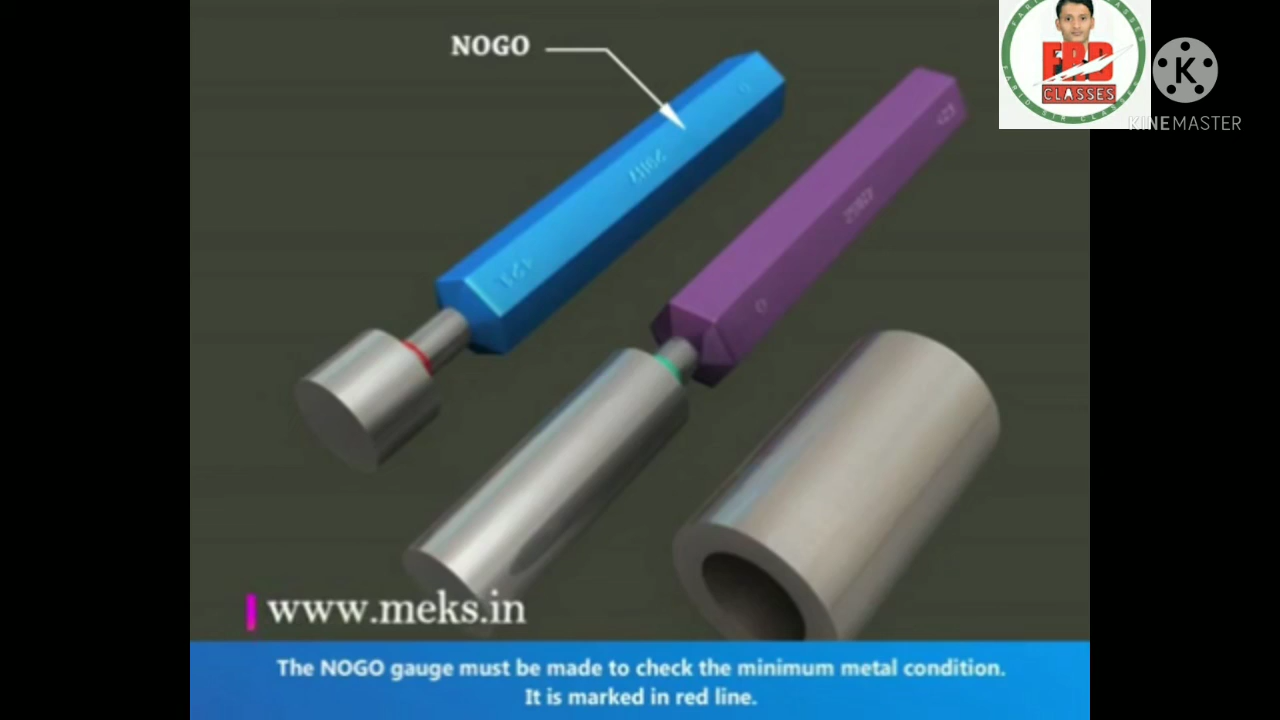 NOGO
FRD
CLASSES
K
KINEMASTER
www.meks.in
The NOGO gauge must be made to check the minimum metal condition.
It is marked in red line.